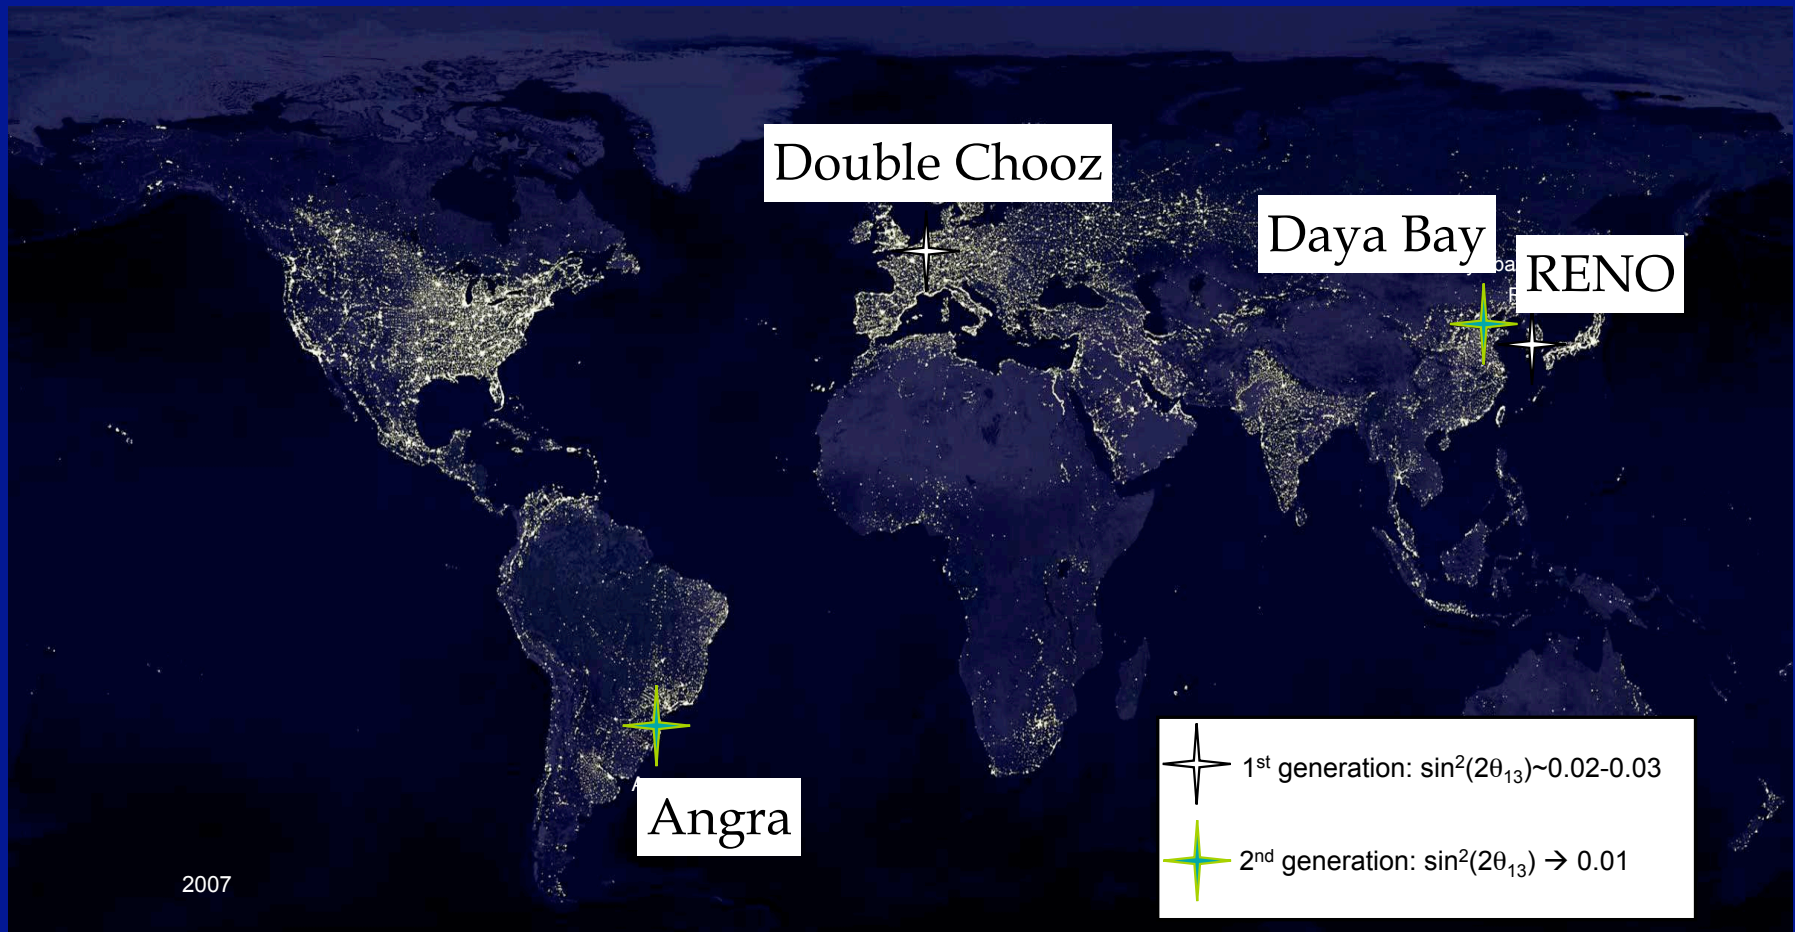 Double Chooz
Daya Bay
RENO
Angra
1st generation: sin²(2θ₁₃)~0.02-0.03
2nd generation: sin²(2θ₁₃) → 0.01
2007